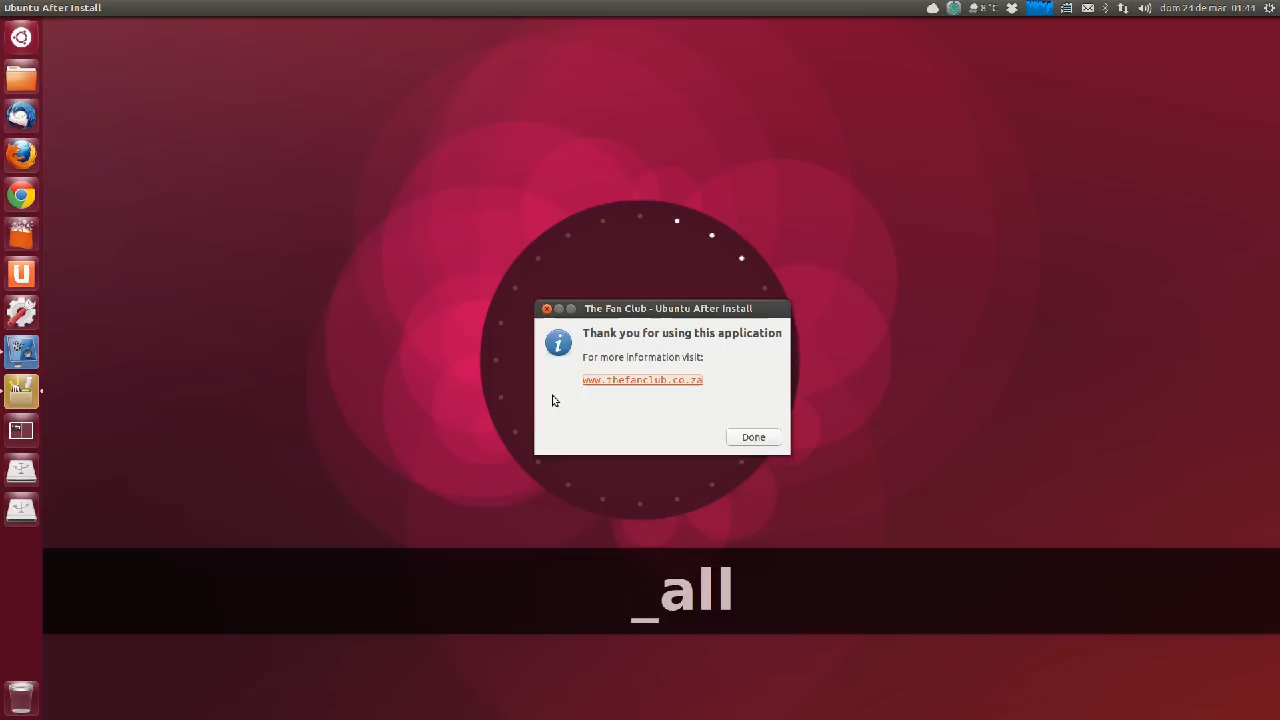 Ubuntu After Install
8 °C
dom 24 de mar, 01:44
The Fan Club - Ubuntu After Install
Thank you for using this application
For more information visit:
www.thefanclub.co.za
Done
_all